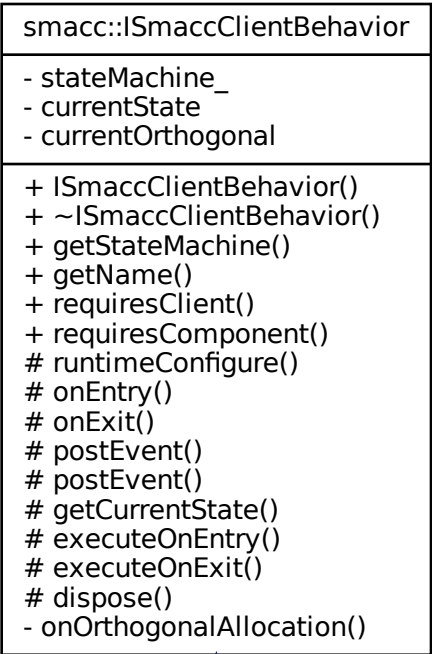 smacc::ISmaccClientBehavior
- stateMachine_
- currentState
- currentOrthogonal
+ ISmaccClientBehavior()
+ ~ISmaccClientBehavior()
+ getStateMachine()
+ getName()
+ requiresClient()
+ requiresComponent()
# runtimeConfigure()
# onEntry()
# onExit()
# postEvent()
# postEvent()
# getCurrentState()
# executeOnEntry()
# executeOnExit()
# dispose()
- onOrthogonalAllocation()